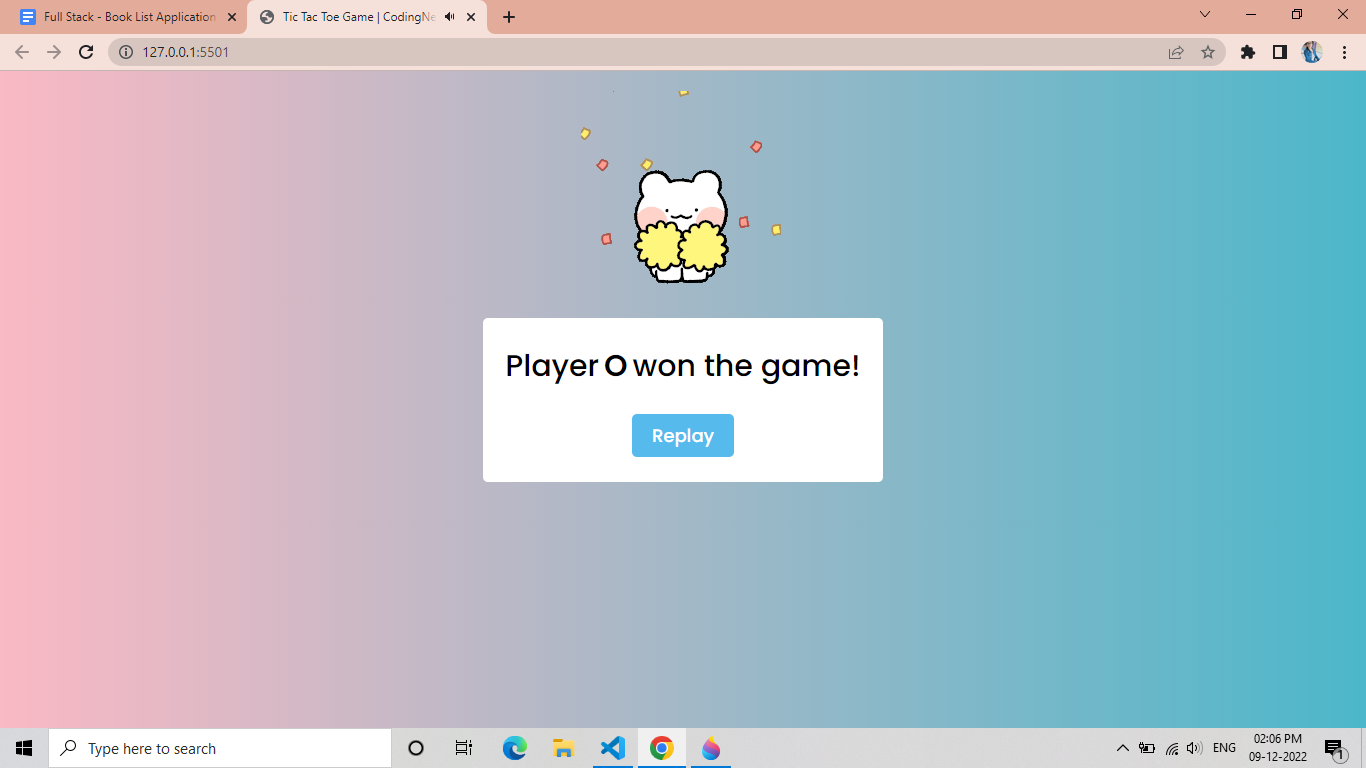 Full Stack - Book List Application
Tic Tac Toe Game | CodingNe
127.0.0.1:5501
Player O won the game!
Replay
Type here to search
ENG
02:06 PM
09-12-2022
1